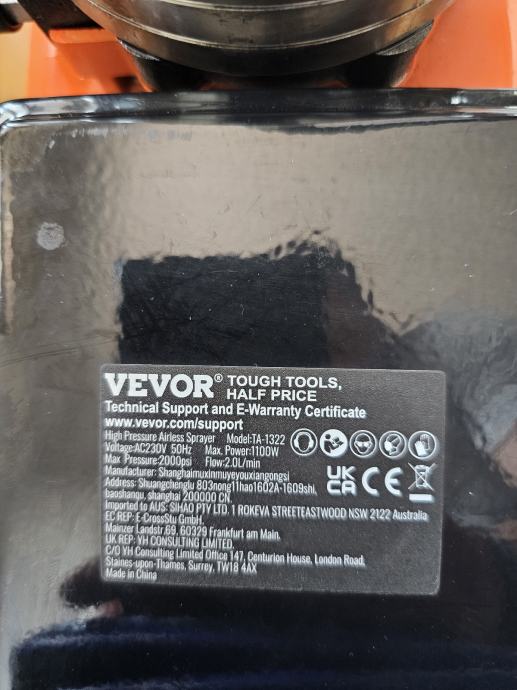 VEVOR® TOUGH TOOLS,
HALF PRICE
Technical Support and E-Warranty Certificate
www.vevor.com/support
High Pressure Airless Sprayer Model:TA-1322
Voltage:AC230V 50Hz Max. Power:1100W
Max Pressure:2000psi Flow:2.0L/min
Manufacturer: Shanghaimuxinmuyeyouxiangongsi
Address: Shuangchenglu 803nong11hao1602A-1609shi,
baoshanqu, shanghai 200000 CN.
Imported to AUS: SIHAO PTY LTD. 1 ROKEVA STREETEASTWOOD NSW 2122 Australia
EC REP: E-CrossStu GmbH.
Mainzer Landstr.69, 60329 Frankfurt am Main.
UK REP: YH CONSULTING LIMITED.
C/O YH Consulting Limited Office 147, Centurion House, London Road,
Staines-upon-Thames, Surrey, TW18 4AX
Made in China
UK
CA CE